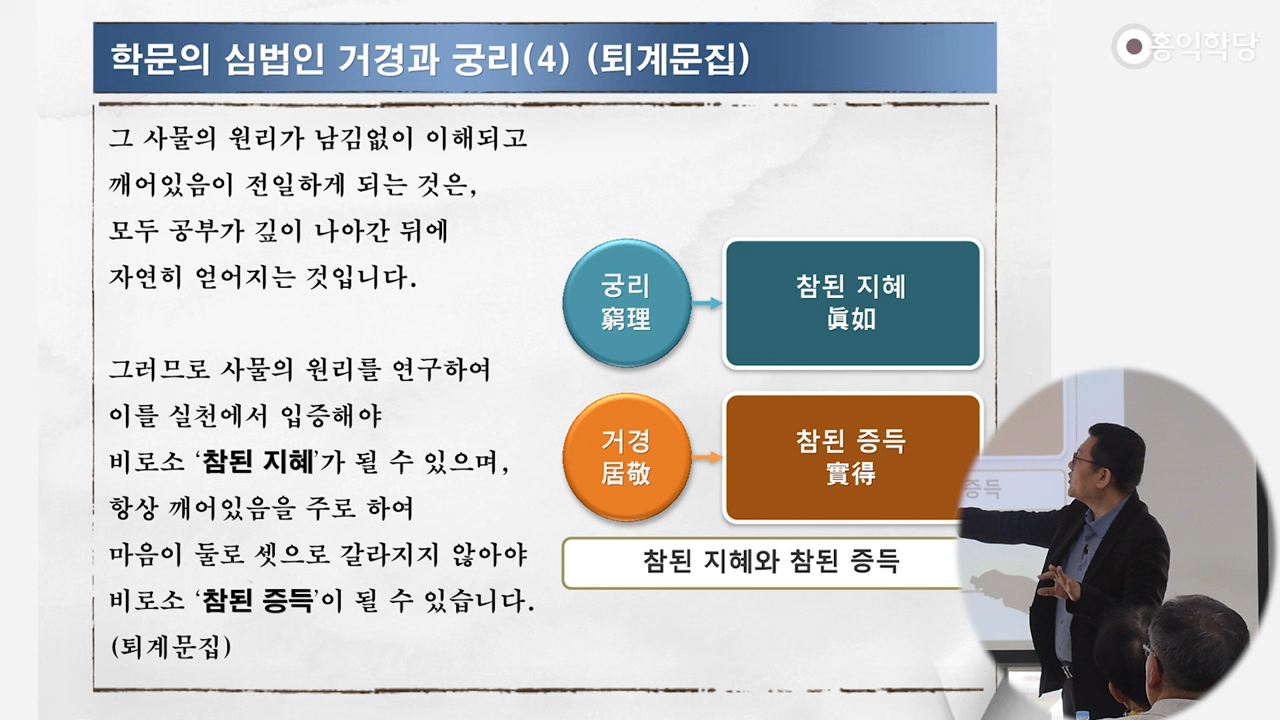 학문의 심법인 거경과 궁리(4) (퇴계문집)
홍익학당
그 사물의 원리가 남김없이 이해되고
깨어있음이 전일하게 되는 것은,
모두 공부가 깊이 나아간 뒤에
자연히 얻어지는 것입니다.
그러므로 사물의 원리를 연구하여
이를 실천에서 입증해야
비로소 ‘참된 지혜’가 될 수 있으며,
항상 깨어있음을 주로 하여
마음이 둘로 셋으로 갈라지지 않아야
비로소 ‘참된 증득’이 될 수 있습니다.
(퇴계문집)
궁리
窮理
참된 지혜
眞如
거경
居敬
참된 증득
實得
참된 지혜와 참된 증득
증득